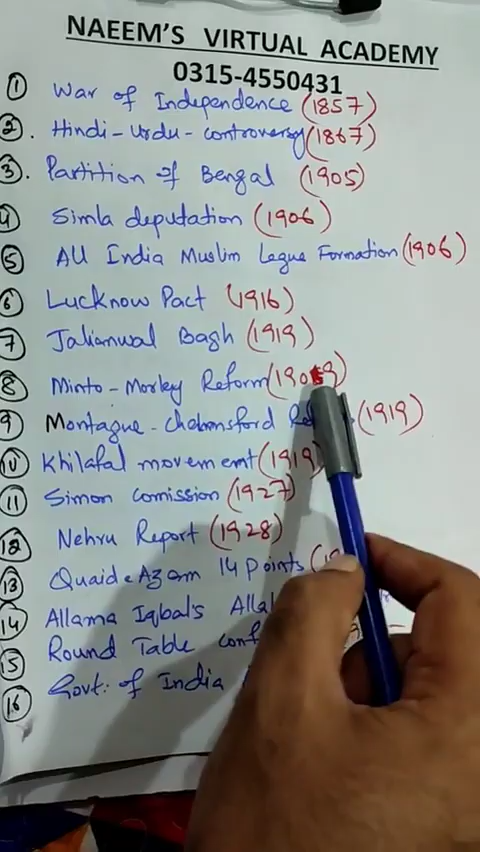 NAEEM'S VIRTUAL ACADEMY
0315-4550431
1 War of Independence (1857)
2. Hindi-Urdu-controversy (1867)
3. Partition of Bengal (1905)
4 Simla deputation (1906)
5 All India Muslim Legue Formation (1906)
6 Lucknow Pact (1916)
7 Jalianwal Bagh (1919)
8 Minto-Morley Reform (1909)
9 Montague-Chelmsford (1919)
10 Khilafat movement (1919)
11 Simon comission (1927)
12 Nehru Report (1928)
13 Quaid e Azam 14 Points
14 Allama Iqbal's
15 Round Table
16 Govt: of India